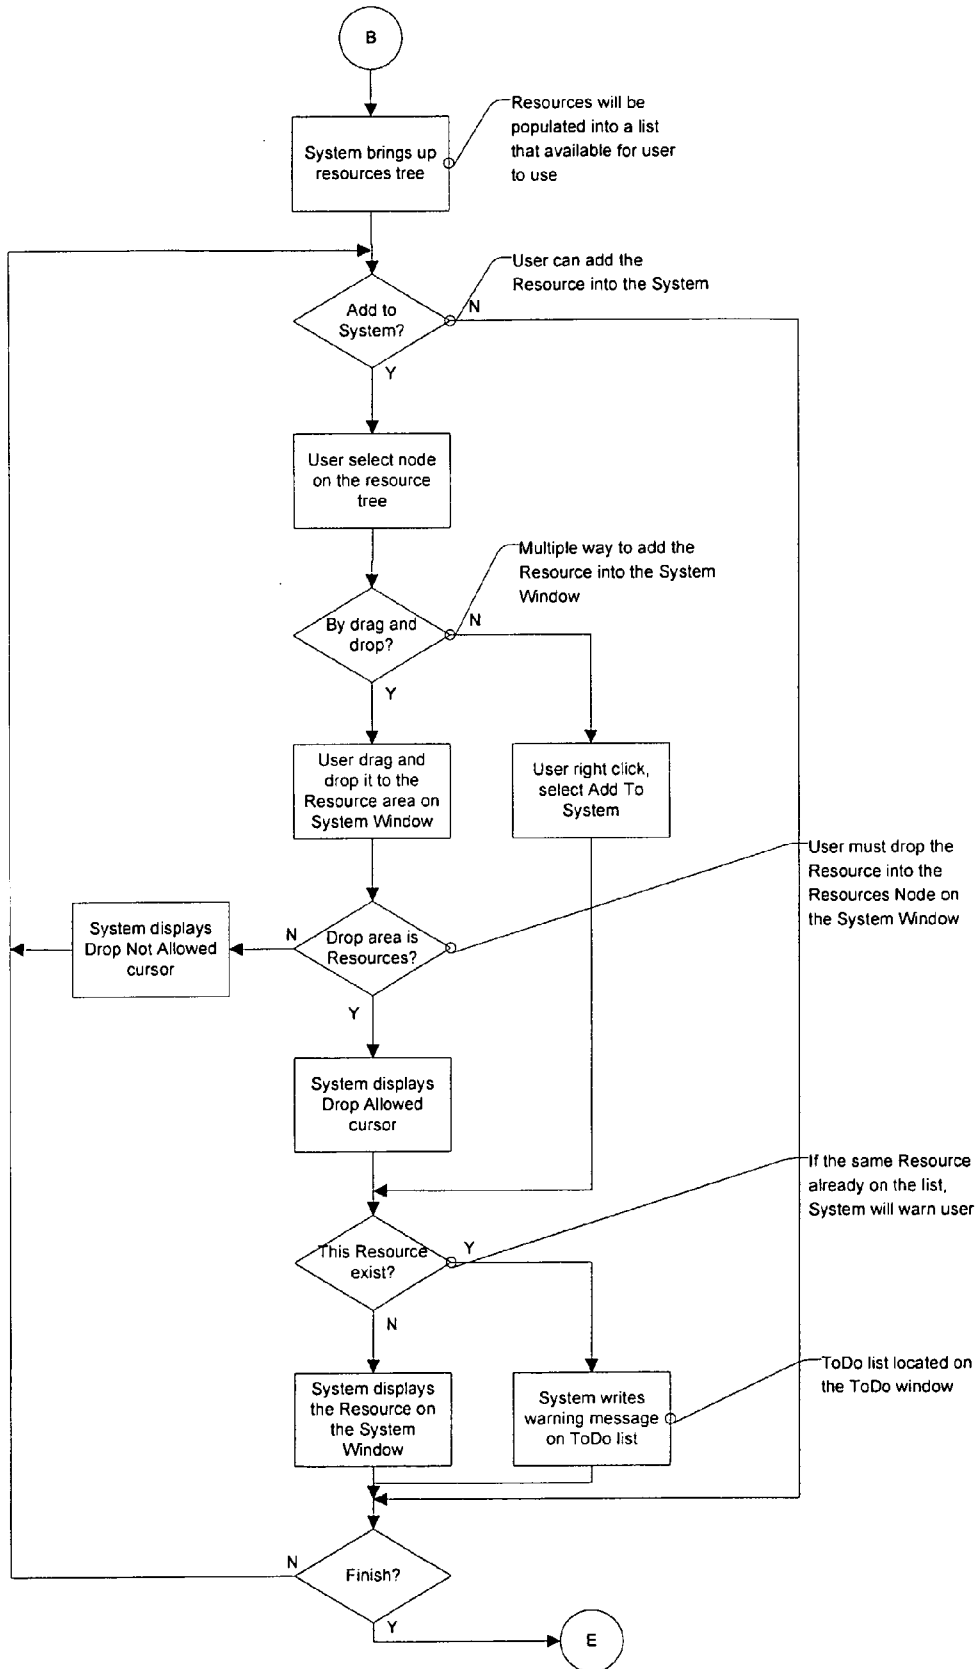 B
Resources will be
populated into a list
that available for user
to use
System brings up
resources tree
User can add the
Resource into the System
N
Add to
System?
Y
User select node
on the resource
tree
Multiple way to add the
Resource into the System
Window
N
By drag and
drop?
Y
User drag and
drop it to the
Resource area on
System Window
User right click,
select Add To
System
User must drop the
Resource into the
Resources Node on
the System Window
System displays
Drop Not Allowed
cursor
N
Drop area is
Resources?
Y
System displays
Drop Allowed
cursor
If the same Resource
already on the list,
System will warn user
Y
This Resource
exist?
N
ToDo list located on
the ToDo window
System displays
the Resource on
the System
Window
System writes
warning message
on ToDo list
N
Finish?
Y
E